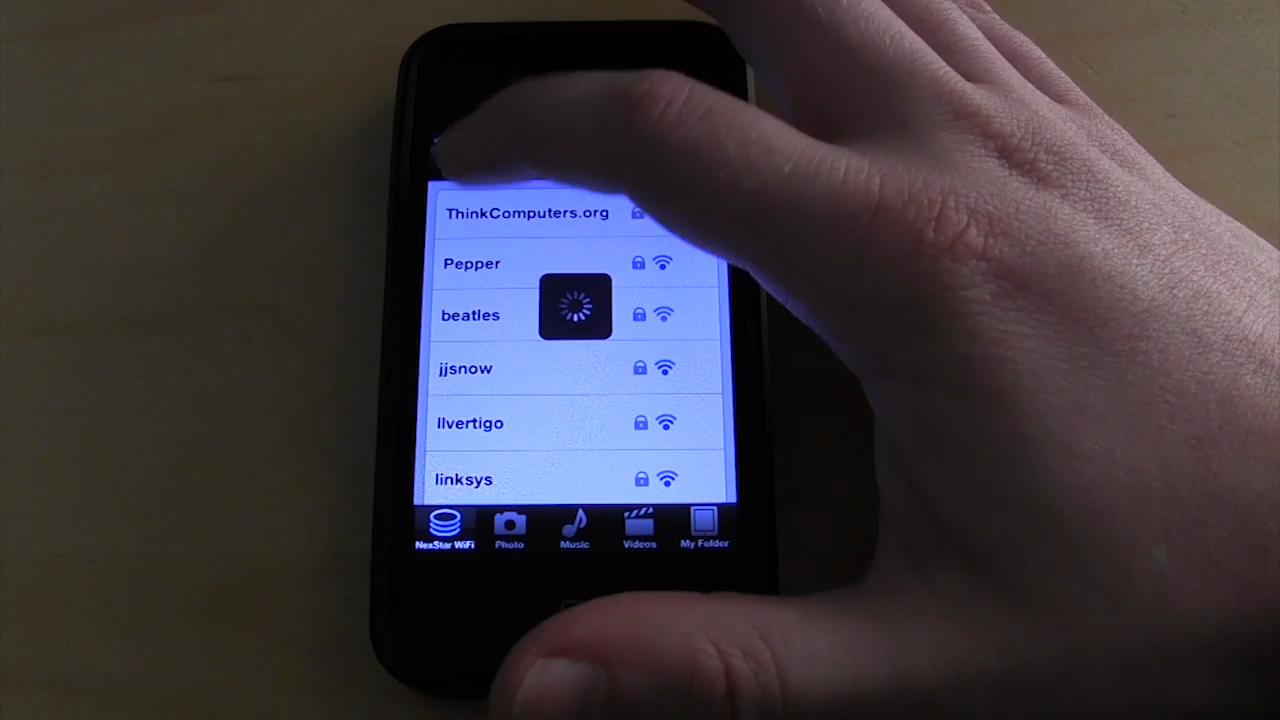 ThinkComputers.org
Pepper
beatles
jjsnow
llvertigo
linksys
NexStar WiFi
Photo
Music
Videos
My Folder